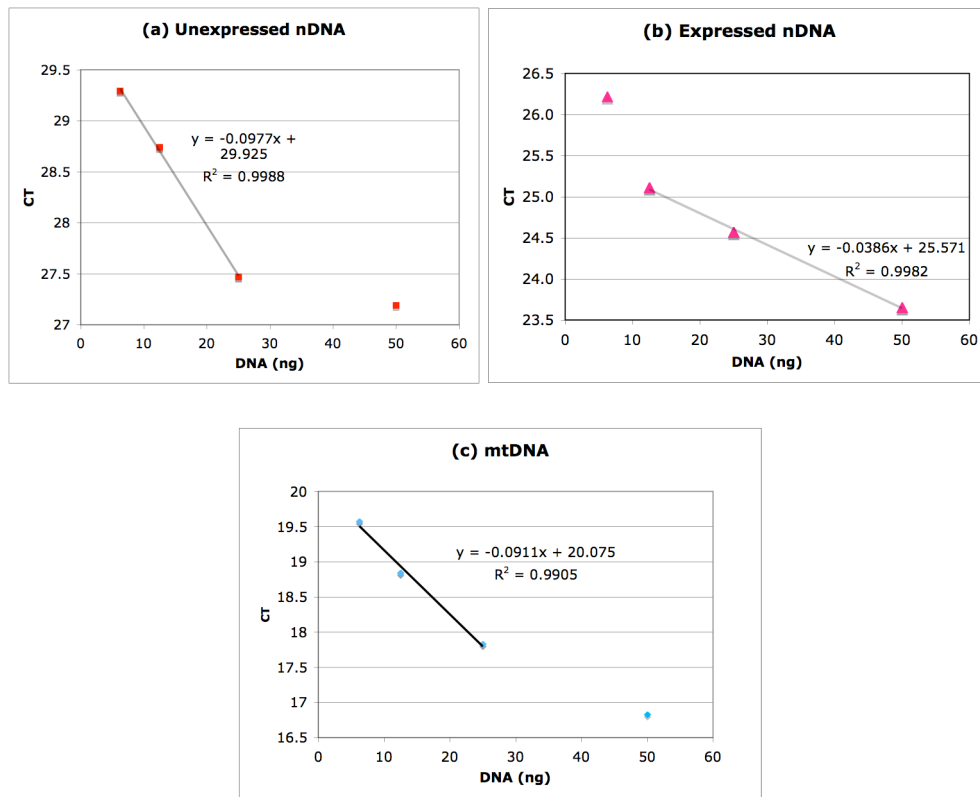 (a) Unexpressed nDNA
29.5
29
28.5
28
27.5
27
CT
y = -0.0977x +
29.925
R² = 0.9988
0 10 20 30 40 50 60
DNA (ng)
(b) Expressed nDNA
26.5
26.0
25.5
25.0
24.5
24.0
23.5
CT
y = -0.0386x + 25.571
R² = 0.9982
0 10 20 30 40 50 60
DNA (ng)
(c) mtDNA
20
19.5
19
18.5
18
17.5
17
16.5
CT
y = -0.0911x + 20.075
R² = 0.9905
0 10 20 30 40 50 60
DNA (ng)